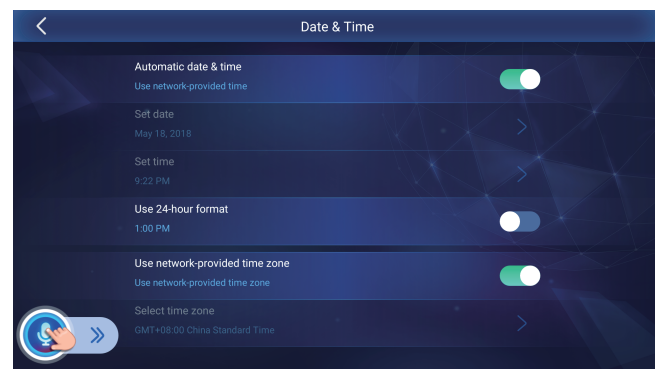 Date & Time
Automatic date & time
Use network-provided time
Set date
May 18, 2018
Set time
9:22 PM
Use 24-hour format
1:00 PM
Use network-provided time zone
Use network-provided time zone
Select time zone
GMT+08:00 China Standard Time